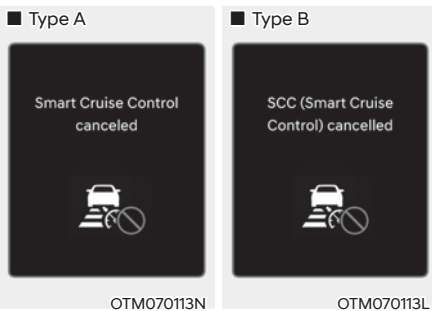 ■ Type A
Smart Cruise Control
canceled
OTM070113N
■ Type B
SCC (Smart Cruise
Control) cancelled
OTM070113L